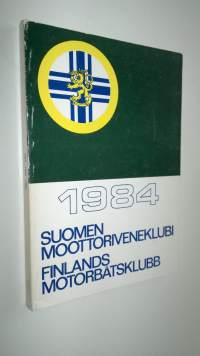 1984
SUOMEN
MOOTTORIVENEKLUBI
FINLANDS
MOTORBÅTSKLUBB